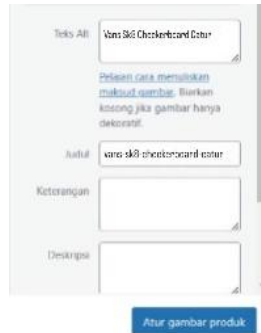 Teks Alt
Vans Sk8 Checkerboard Catur
Pelajari cara menuliskan
maksud gambar. Biarkan
kosong jika gambar hanya
dekoratif.
Judul
vans-sk8-checkerboard-catur
Keterangan
Deskripsi
Atur gambar produk